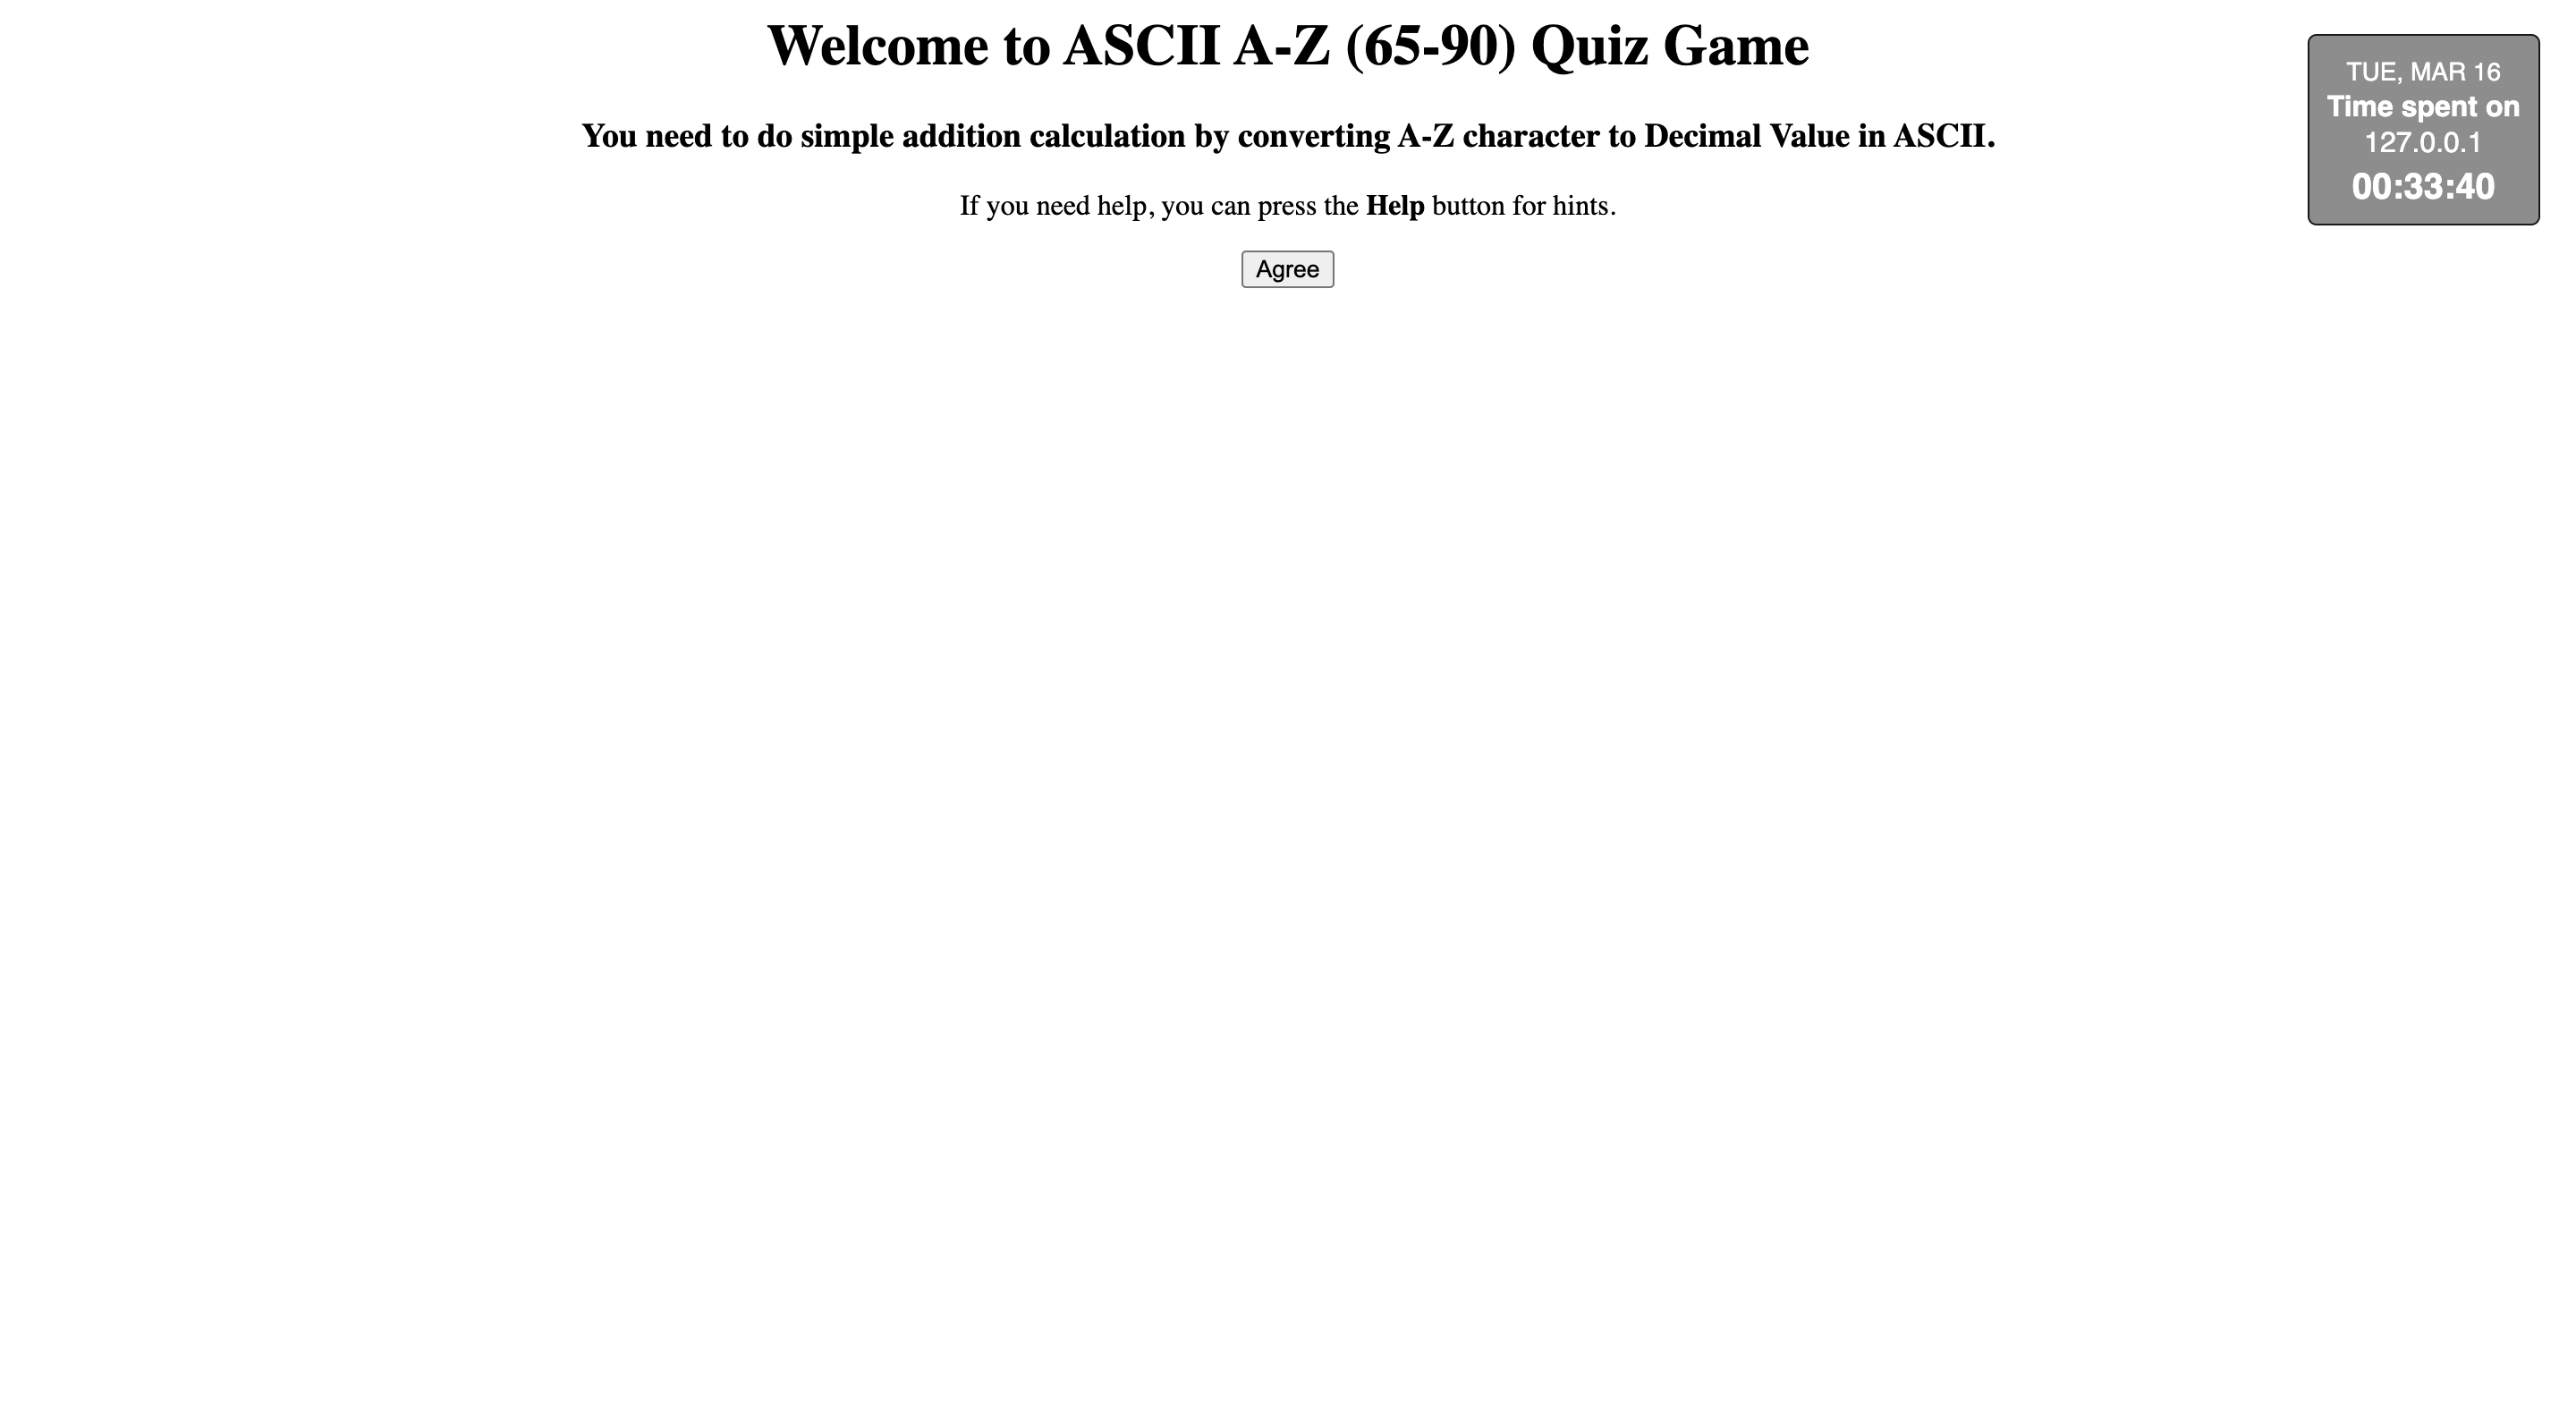 Welcome to ASCII A-Z (65-90) Quiz Game
You need to do simple addition calculation by converting A-Z character to Decimal Value in ASCII.
If you need help, you can press the Help button for hints.
Agree
TUE, MAR 16
Time spent on
127.0.0.1
00:33:40